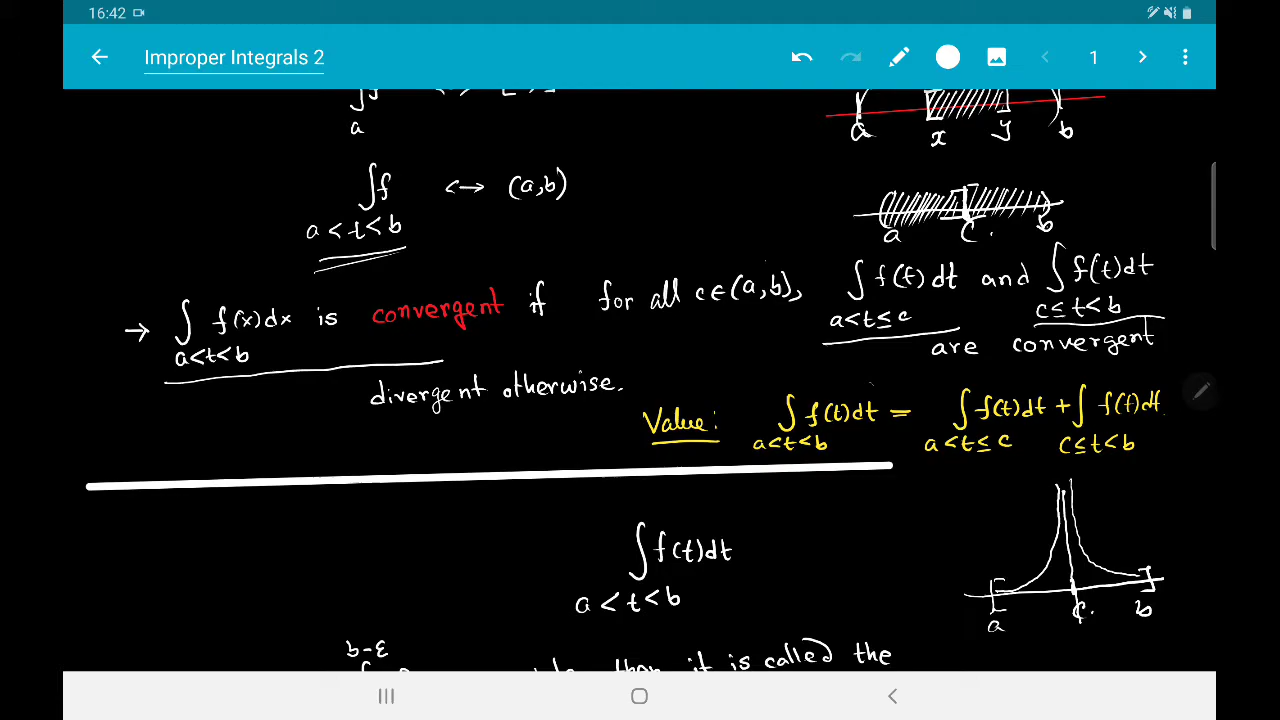 16:42
Improper Integrals 2
1
a
a x y b
∫f ↔ (a,b)
a < t < b
a c b
→ ∫ f(x)dx is convergent if for all c ∈ (a,b), ∫ f(t)dt and ∫ f(t)dt
a<t<b a<t≤c c≤t<b
are convergent
divergent otherwise.
Value: ∫ f(t)dt = ∫ f(t)dt + ∫ f(t)dt
a<t<b a<t≤c c≤t<b
∫ f(t)dt
a < t < b
a c b
b-ε
then it is called the